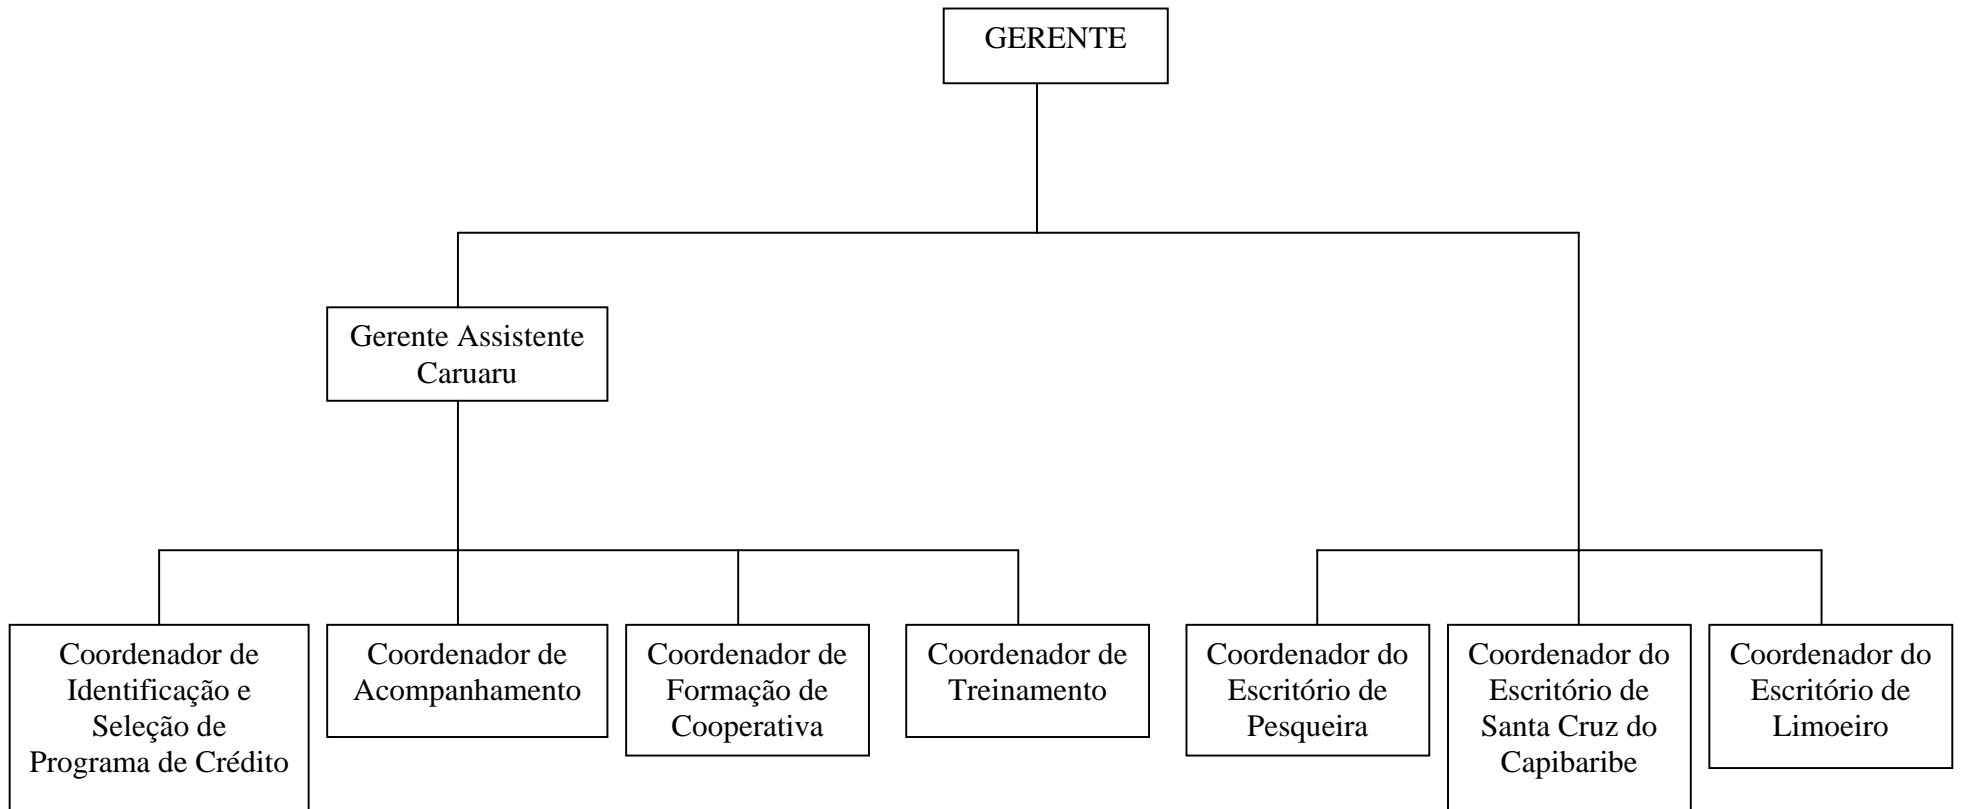 GERENTE
Gerente Assistente
Caruaru
Coordenador de
Identificação e
Seleção de
Programa de Crédito
Coordenador de
Acompanhamento
Coordenador de
Formação de
Cooperativa
Coordenador de
Treinamento
Coordenador do
Escritório de
Pesqueira
Coordenador do
Escritório de
Santa Cruz do
Capibaribe
Coordenador do
Escritório de
Limoeiro